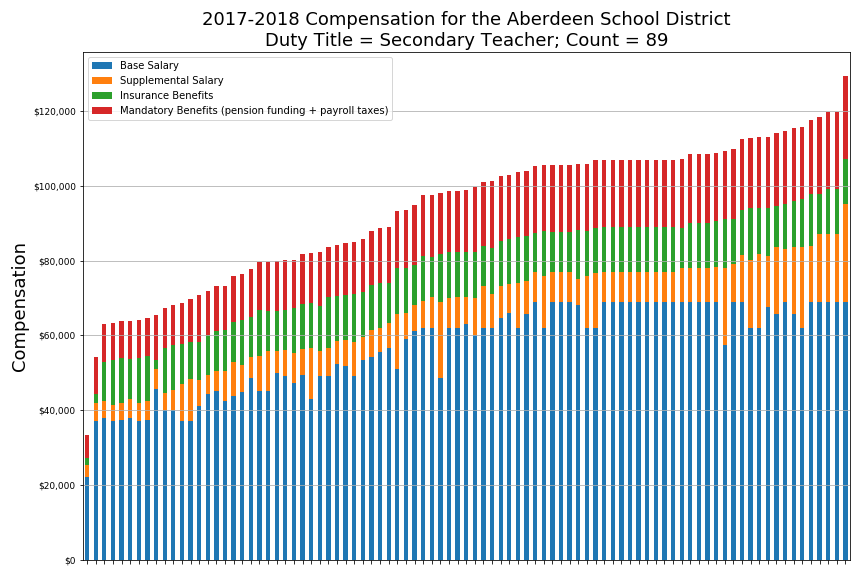 2017-2018 Compensation for the Aberdeen School District
Duty Title = Secondary Teacher; Count = 89
Base Salary
Supplemental Salary
Insurance Benefits
Mandatory Benefits (pension funding + payroll taxes)
$120,000
$100,000
$80,000
$60,000
$40,000
$20,000
$0
Compensation